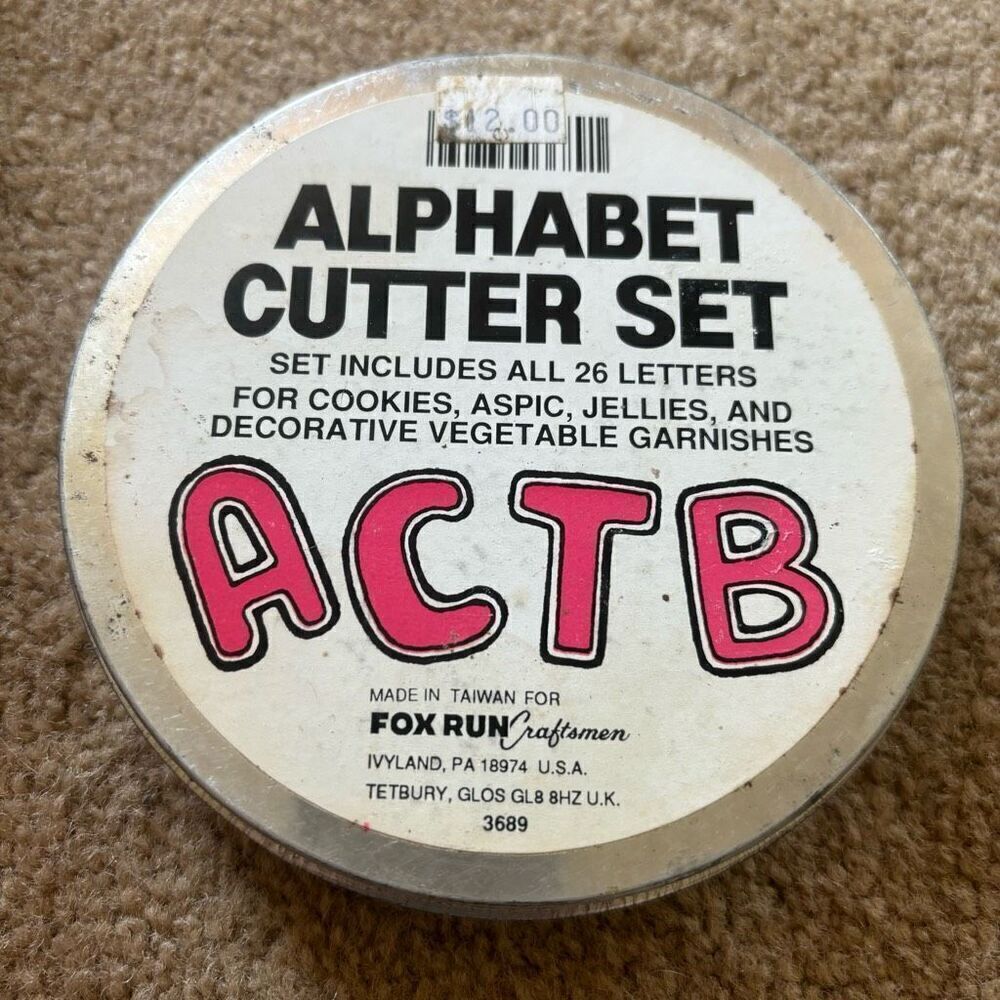 $12.00
ALPHABET
CUTTER SET
SET INCLUDES ALL 26 LETTERS
FOR COOKIES, ASPIC, JELLIES, AND
DECORATIVE VEGETABLE GARNISHES
ACTB
MADE IN TAIWAN FOR
FOX RUN Craftsmen
IVYLAND, PA 18974 U.S.A.
TETBURY, GLOS GL8 8HZ U.K.
3689